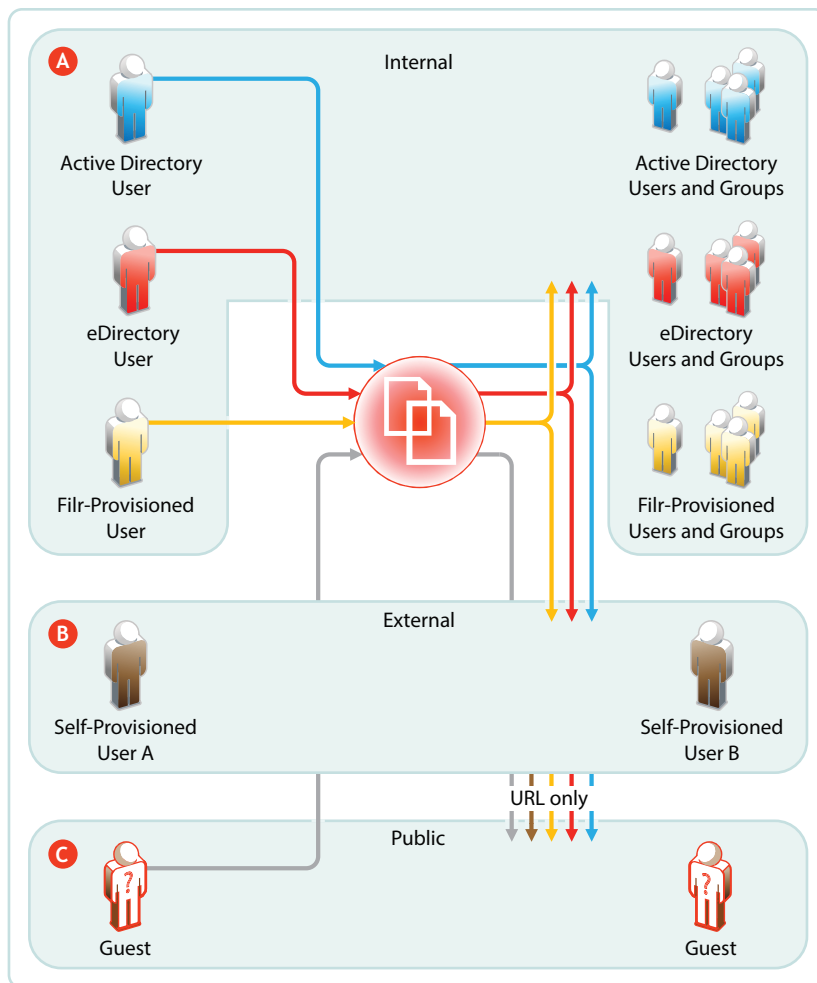 A
Internal
Active Directory
User
Active Directory
Users and Groups
eDirectory
User
eDirectory
Users and Groups
Filr-Provisioned
User
Filr-Provisioned
Users and Groups
B
External
Self-Provisioned
User A
Self-Provisioned
User B
URL only
C
Public
?
?
Guest
Guest